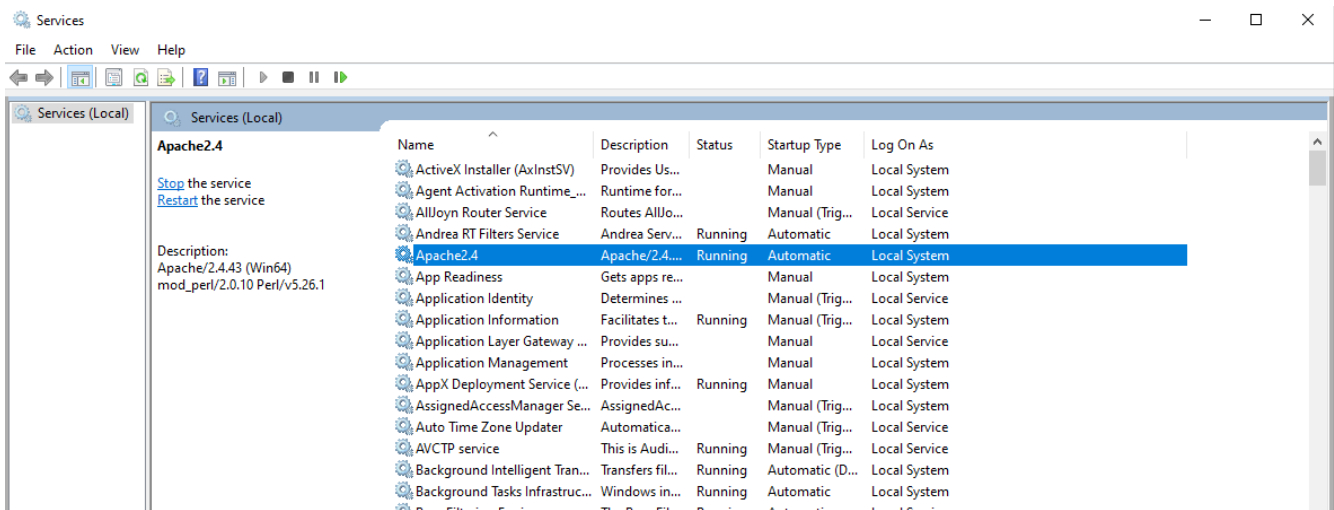 Services
File Action View Help
Services (Local)
Services (Local)
Apache2.4
Stop the service
Restart the service
Description:
Apache/2.4.43 (Win64)
mod_perl/2.0.10 Perl/v5.26.1
Name Description Status Startup Type Log On As
ActiveX Installer (AxInstSV) Provides Us... Manual Local System
Agent Activation Runtime_... Runtime for... Manual Local System
AllJoyn Router Service Routes AllJo... Manual (Trig... Local Service
Andrea RT Filters Service Andrea Serv... Running Automatic Local System
Apache2.4 Apache/2.4.... Running Automatic Local System
App Readiness Gets apps re... Manual Local System
Application Identity Determines ... Manual (Trig... Local Service
Application Information Facilitates t... Running Manual (Trig... Local System
Application Layer Gateway ... Provides su... Manual Local Service
Application Management Processes in... Manual Local System
AppX Deployment Service (... Provides inf... Running Manual Local System
AssignedAccessManager Se... AssignedAc... Manual (Trig... Local System
Auto Time Zone Updater Automatica... Manual (Trig... Local Service
AVCTP service This is Audi... Running Manual (Trig... Local Service
Background Intelligent Tran... Transfers fil... Running Automatic (D... Local System
Background Tasks Infrastruc... Windows in... Running Automatic Local System